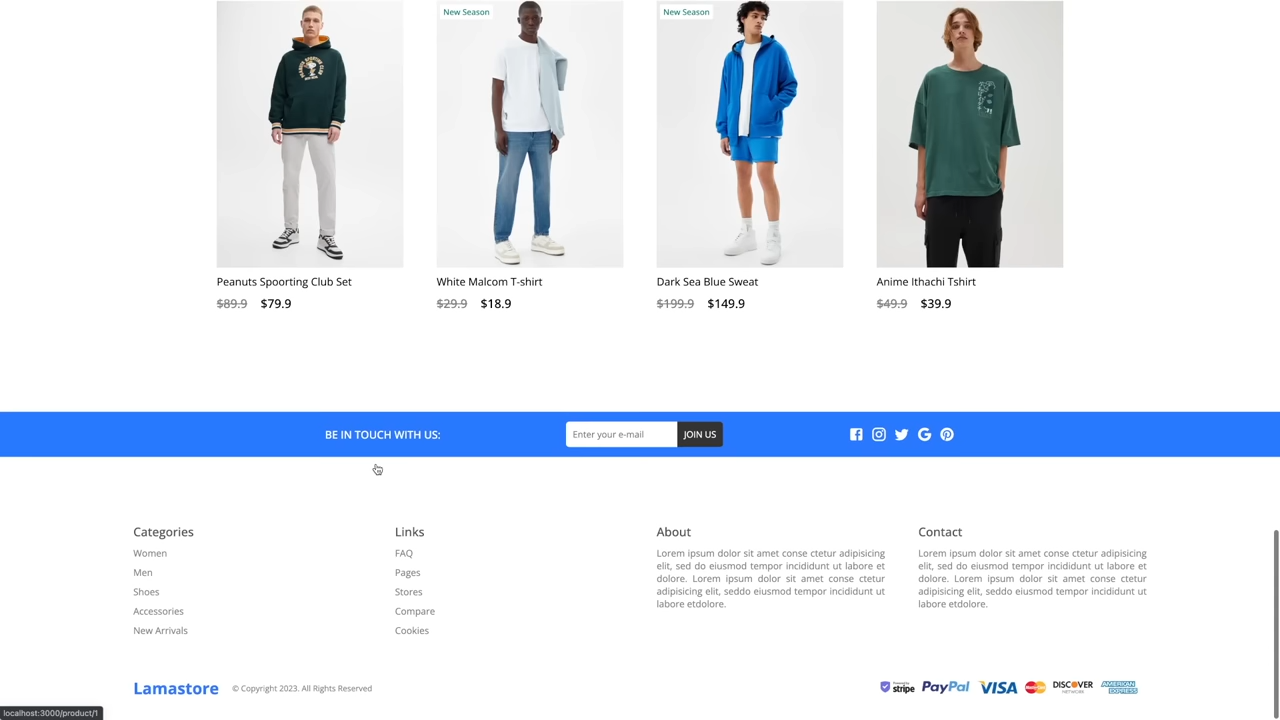 New Season
New Season
Peanuts Spoorting Club Set
White Malcom T-shirt
Dark Sea Blue Sweat
Anime Ithachi Tshirt
$89.9 $79.9
$29.9 $18.9
$199.9 $149.9
$49.9 $39.9
BE IN TOUCH WITH US:
Enter your e-mail
JOIN US
Categories
Women
Men
Shoes
Accessories
New Arrivals
Links
FAQ
Pages
Stores
Compare
Cookies
About
Lorem ipsum dolor sit amet conse ctetur adipisicing
elit, sed do eiusmod tempor incididunt ut labore et
dolore. Lorem ipsum dolor sit amet conse ctetur
adipisicing elit, seddo eiusmod tempor incididunt ut
labore etdolore.
Contact
Lorem ipsum dolor sit amet conse ctetur adipisicing
elit, sed do eiusmod tempor incididunt ut labore et
dolore. Lorem ipsum dolor sit amet conse ctetur
adipisicing elit, seddo eiusmod tempor incididunt ut
labore etdolore.
Lamastore
© Copyright 2023. All Rights Reserved
stripe
PayPal
VISA
DISCOVER
NETWORK
AMERICAN
EXPRESS
localhost:3000/product/1